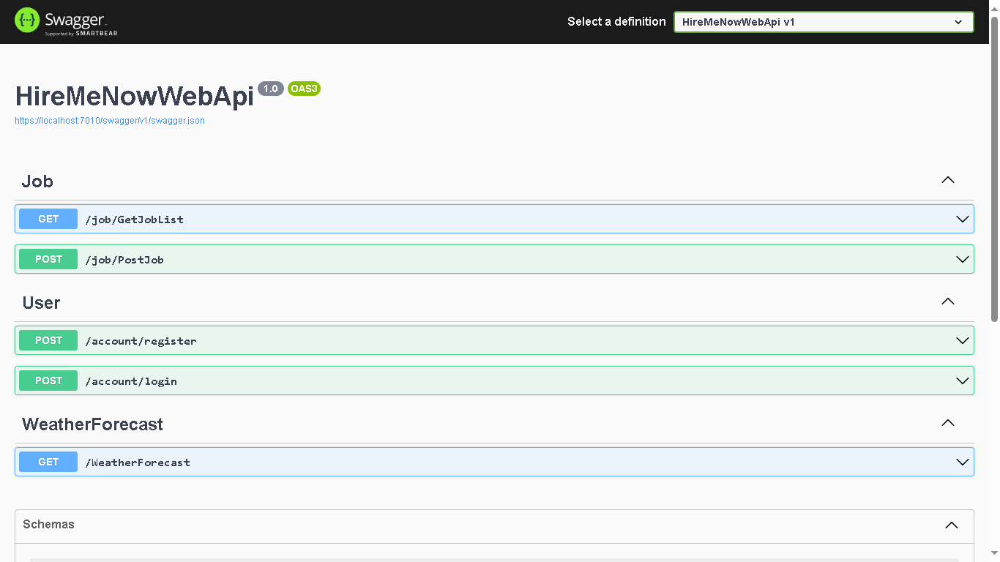 Swagger.
Supported by SMARTBEAR
Select a definition
HireMeNowWebApi v1
HireMeNowWebApi 1.0 OAS3
https://localhost:7010/swagger/v1/swagger.json
Job
GET /job/GetJobList
POST /job/PostJob
User
POST /account/register
POST /account/login
WeatherForecast
GET /WeatherForecast
Schemas